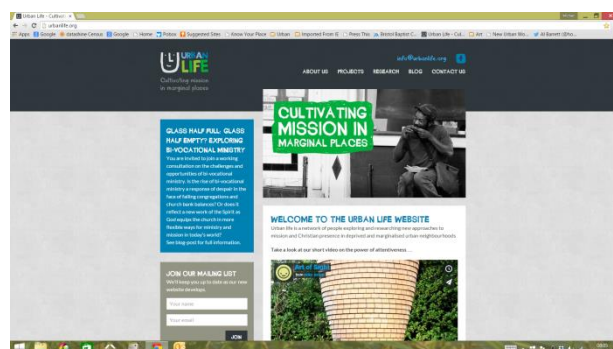 Urban Life - Cultivati
urbanlife.org
Apps
Google
Datashine Census
Google
Home
Suggested Sites
Know Your Place
Urban
Imported From IE
Press This
Bristol Baptist C...
Urban Life - Cul...
Art
New Urban Mo...
Al Barrett (@ho...
URBAN
LIFE
Cultivating mission
in marginal places
info@urbanlife.org
ABOUT US
PROJECTS
RESEARCH
BLOG
CONTACT US
CULTIVATING
MISSION IN
MARGINAL PLACES
GLASS HALF FULL: GLASS
HALF EMPTY? EXPLORING
BI-VOCATIONAL MINISTRY
You are invited to join a working
consultation on the challenges and
opportunities of bi-vocational
ministry. Is the rise of bi-vocational
ministry a response of despair in the
face of falling congregations and
church bank balances? Or does it
reflect a new work of the Spirit as
God equips the church in more
flexible ways for ministry and
mission in today's world?
See blog-post for full information.
JOIN OUR MAILING LIST
We'll keep you up to date as our new
website develops.
Your name
Your email
JOIN
WELCOME TO THE URBAN LIFE WEBSITE
Urban life is a network of people exploring and researching new approaches to
mission and Christian presence in deprived and marginalised urban neighbourhoods.
Take a look at our short video on the power of attentiveness....
Art of Sight